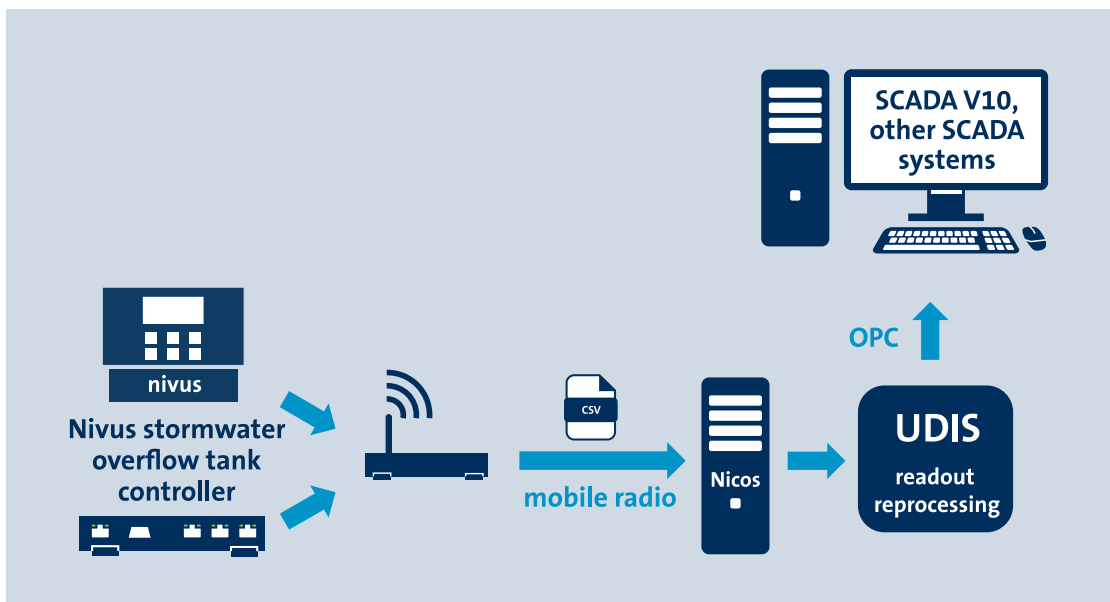 SCADA V10,
other SCADA
systems
OPC
nivus
Nivus stormwater
overflow tank
controller
CSV
mobile radio
Nicos
UDIS
readout
reprocessing